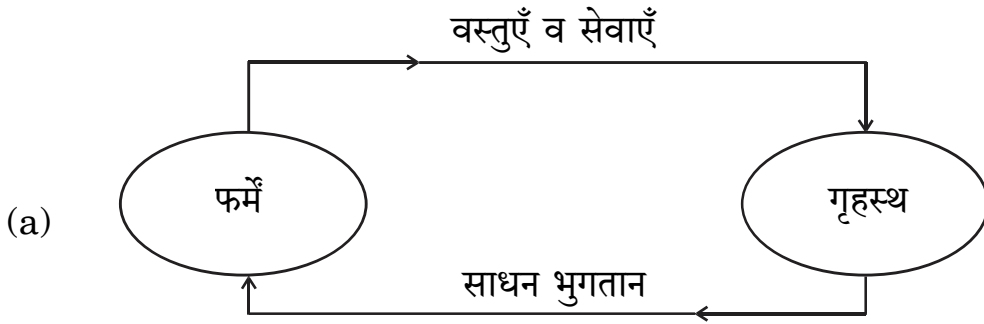 वस्तुएँ व सेवाएँ
(a)
फर्में
गृहस्थ
साधन भुगतान